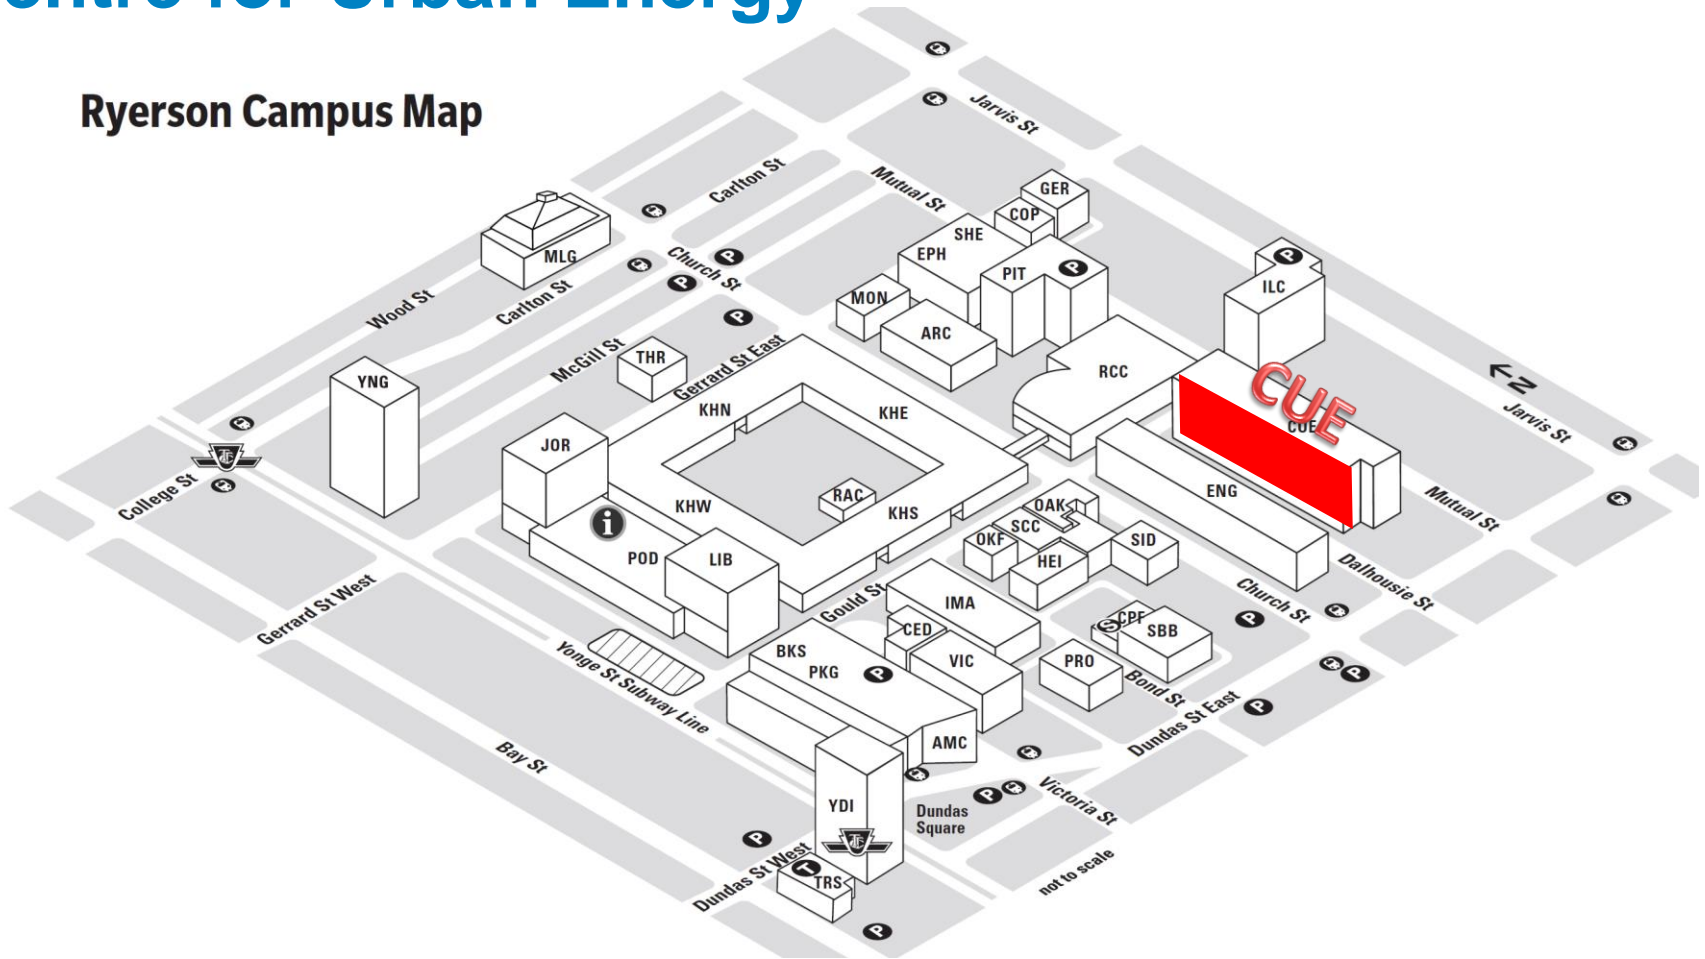 entre for Urban Energy
Ryerson Campus Map
Jarvis St
Carlton St
Mutual St
GER
COP
SHE
EPH
PIT
P
MLG
Church St
P
P
P
ILC
Wood St
Carlton St
MON
ARC
P
RCC
N
McGill St
THR
Gerrard St East
YNG
CUE
CUE
Jarvis St
KHN
KHE
JOR
College St
KHW
RAC
KHS
ENG
OAK
SCC
OKF
HEI
SID
Mutual St
i
POD
LIB
Gould St
IMA
Dalhousie St
Church St
Gerrard St West
CED
S
CPF
SBB
P
Yonge St Subway Line
BKS
PKG
P
VIC
PRO
Bond St
P
Dundas St East
P
AMC
Bay St
YDI
Dundas
Square
P
Victoria St
P
Dundas St West
T
TRS
not to scale
P